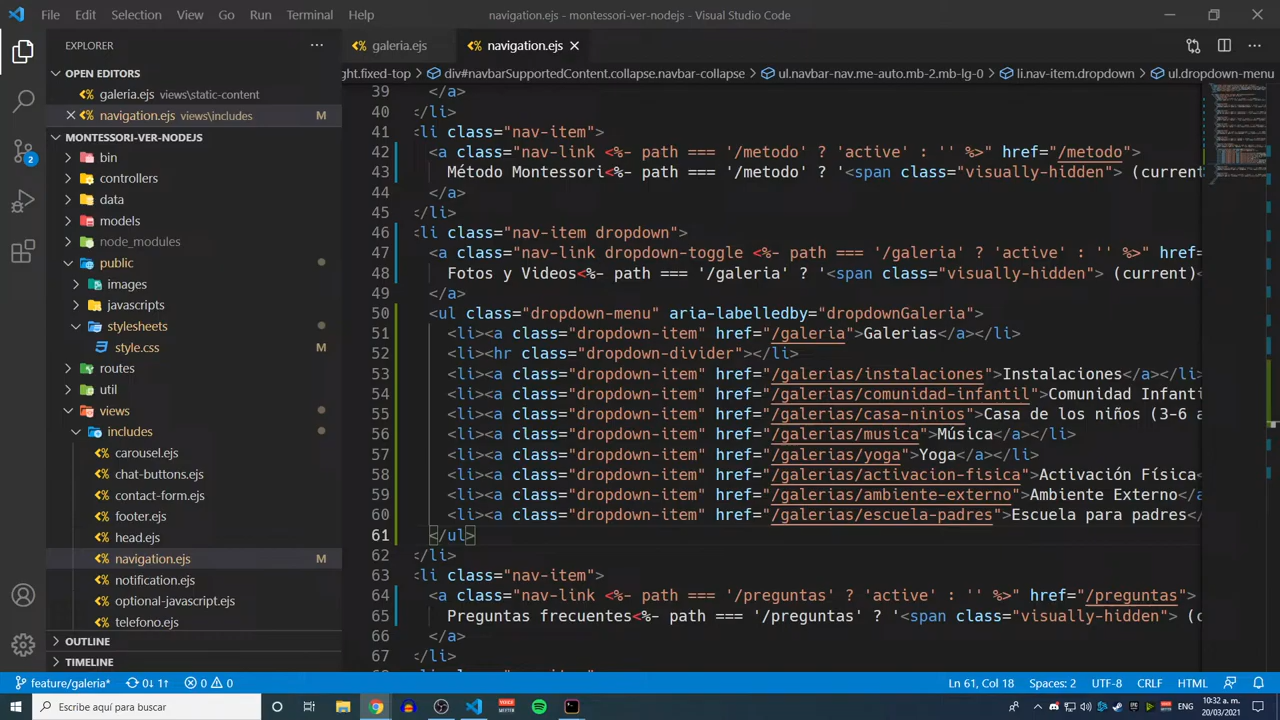 File Edit Selection View Go Run Terminal Help navigation.ejs - montessori-ver-nodejs - Visual Studio Code
EXPLORER
galeria.ejs navigation.ejs
OPEN EDITORS
galeria.ejs views\static-content
navigation.ejs views\includes M
MONTESSORI-VER-NODEJS
bin
controllers
data
models
node_modules
public
images
javascripts
stylesheets
style.css M
routes
util
views
includes
carousel.ejs
chat-buttons.ejs
contact-form.ejs
footer.ejs
head.ejs
navigation.ejs M
notification.ejs
optional-javascript.ejs
telefono.ejs
OUTLINE
TIMELINE
ght.fixed-top > div#navbarSupportedContent.collapse.navbar-collapse > ul.navbar-nav.me-auto.mb-2.mb-lg-0 > li.nav-item.dropdown > ul.dropdown-menu
39 </a>
40 </li>
41 <li class="nav-item">
42 <a class="nav-link <%- path === '/metodo' ? 'active' : '' %>" href="/metodo">
43 Método Montessori<%- path === '/metodo' ? '<span class="visually-hidden"> (current
44 </a>
45 </li>
46 <li class="nav-item dropdown">
47 <a class="nav-link dropdown-toggle <%- path === '/galeria' ? 'active' : '' %>" href=
48 Fotos y Videos<%- path === '/galeria' ? '<span class="visually-hidden"> (current)<
49 </a>
50 <ul class="dropdown-menu" aria-labelledby="dropdownGaleria">
51 <li><a class="dropdown-item" href="/galeria">Galerias</a></li>
52 <li><hr class="dropdown-divider"></li>
53 <li><a class="dropdown-item" href="/galerias/instalaciones">Instalaciones</a></li>
54 <li><a class="dropdown-item" href="/galerias/comunidad-infantil">Comunidad Infanti
55 <li><a class="dropdown-item" href="/galerias/casa-ninios">Casa de los niños (3-6 a
56 <li><a class="dropdown-item" href="/galerias/musica">Música</a></li>
57 <li><a class="dropdown-item" href="/galerias/yoga">Yoga</a></li>
58 <li><a class="dropdown-item" href="/galerias/activacion-fisica">Activación Física<
59 <li><a class="dropdown-item" href="/galerias/ambiente-externo">Ambiente Externo</a
60 <li><a class="dropdown-item" href="/galerias/escuela-padres">Escuela para padres</
61 </ul>
62 </li>
63 <li class="nav-item">
64 <a class="nav-link <%- path === '/preguntas' ? 'active' : '' %>" href="/preguntas">
65 Preguntas frecuentes<%- path === '/preguntas' ? '<span class="visually-hidden"> (c
66 </a>
67 </li>
2
feature/galeria* 0↓ 1↑ 0 0 Ln 61, Col 18 Spaces: 2 UTF-8 CRLF HTML
Escribe aquí para buscar
ENG
10:32 a. m.
20/03/2021